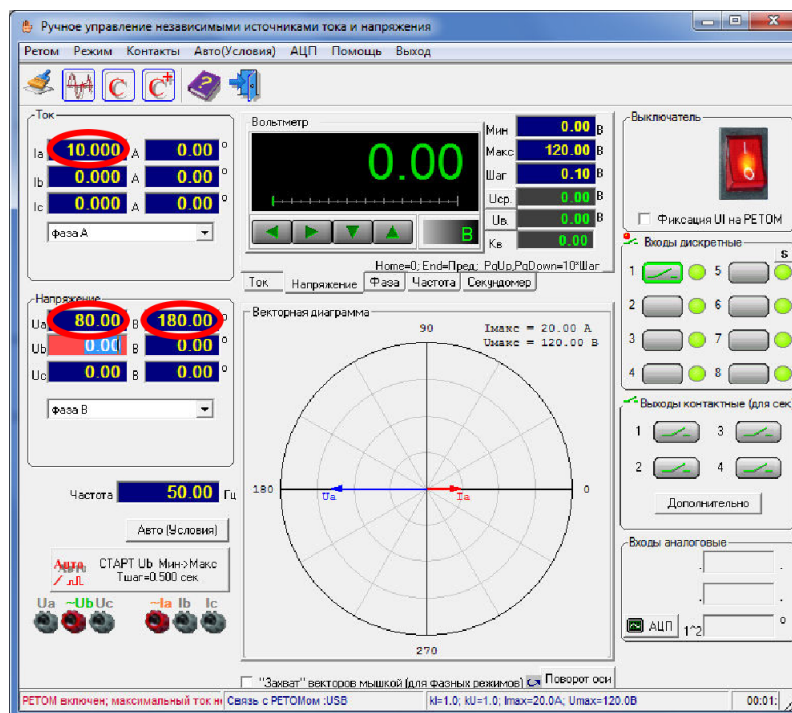 Ручное управление независимыми источниками тока и напряжения
Ретом Режим Контакты Авто(Условия) АЦП Помощь Выход
Ток
Ia 10.000 А 0.00 °
Ib 0.000 А 0.00 °
Ic 0.000 А 0.00 °
фаза А
Вольтметр
0.00
В
Мин 0.00 В
Макс 120.00 В
Шаг 0.10 В
Uср. 0.00 В
Uв. 0.00 В
Кв 0.00
Home=0; End=Пред; PgUp,PgDown=10*Шаг
Ток Напряжение Фаза Частота Секундомер
Выключатель
Фиксация UI на РЕТОМ
Входы дискретные
S
1 5
2 6
3 7
4 8
Напряжение
Ua 80.00 В 180.00 °
Ub 0.00 В 0.00 °
Uc 0.00 В 0.00 °
фаза В
Частота 50.00 Гц
Авто (Условия)
Авто
СТАРТ Ub Мин->Макс
Тшаг=0.500 сек
Ua ~Ub Uc ~Ia Ib Ic
Векторная диаграмма
Iмакс = 20.00 А
Uмакс = 120.00 В
90
180 Ua Ia 0
270
"Захват" векторов мышкой (для фазных режимов) Поворот оси
Выходы контактные (для сек
1 3
2 4
Дополнительно
Входы аналоговые
АЦП 1^2 °
РЕТОМ включен; максимальный ток не Связь с РЕТОМом :USB kI=1.0; kU=1.0; Imax=20.0A; Umax=120.0В 00:01: